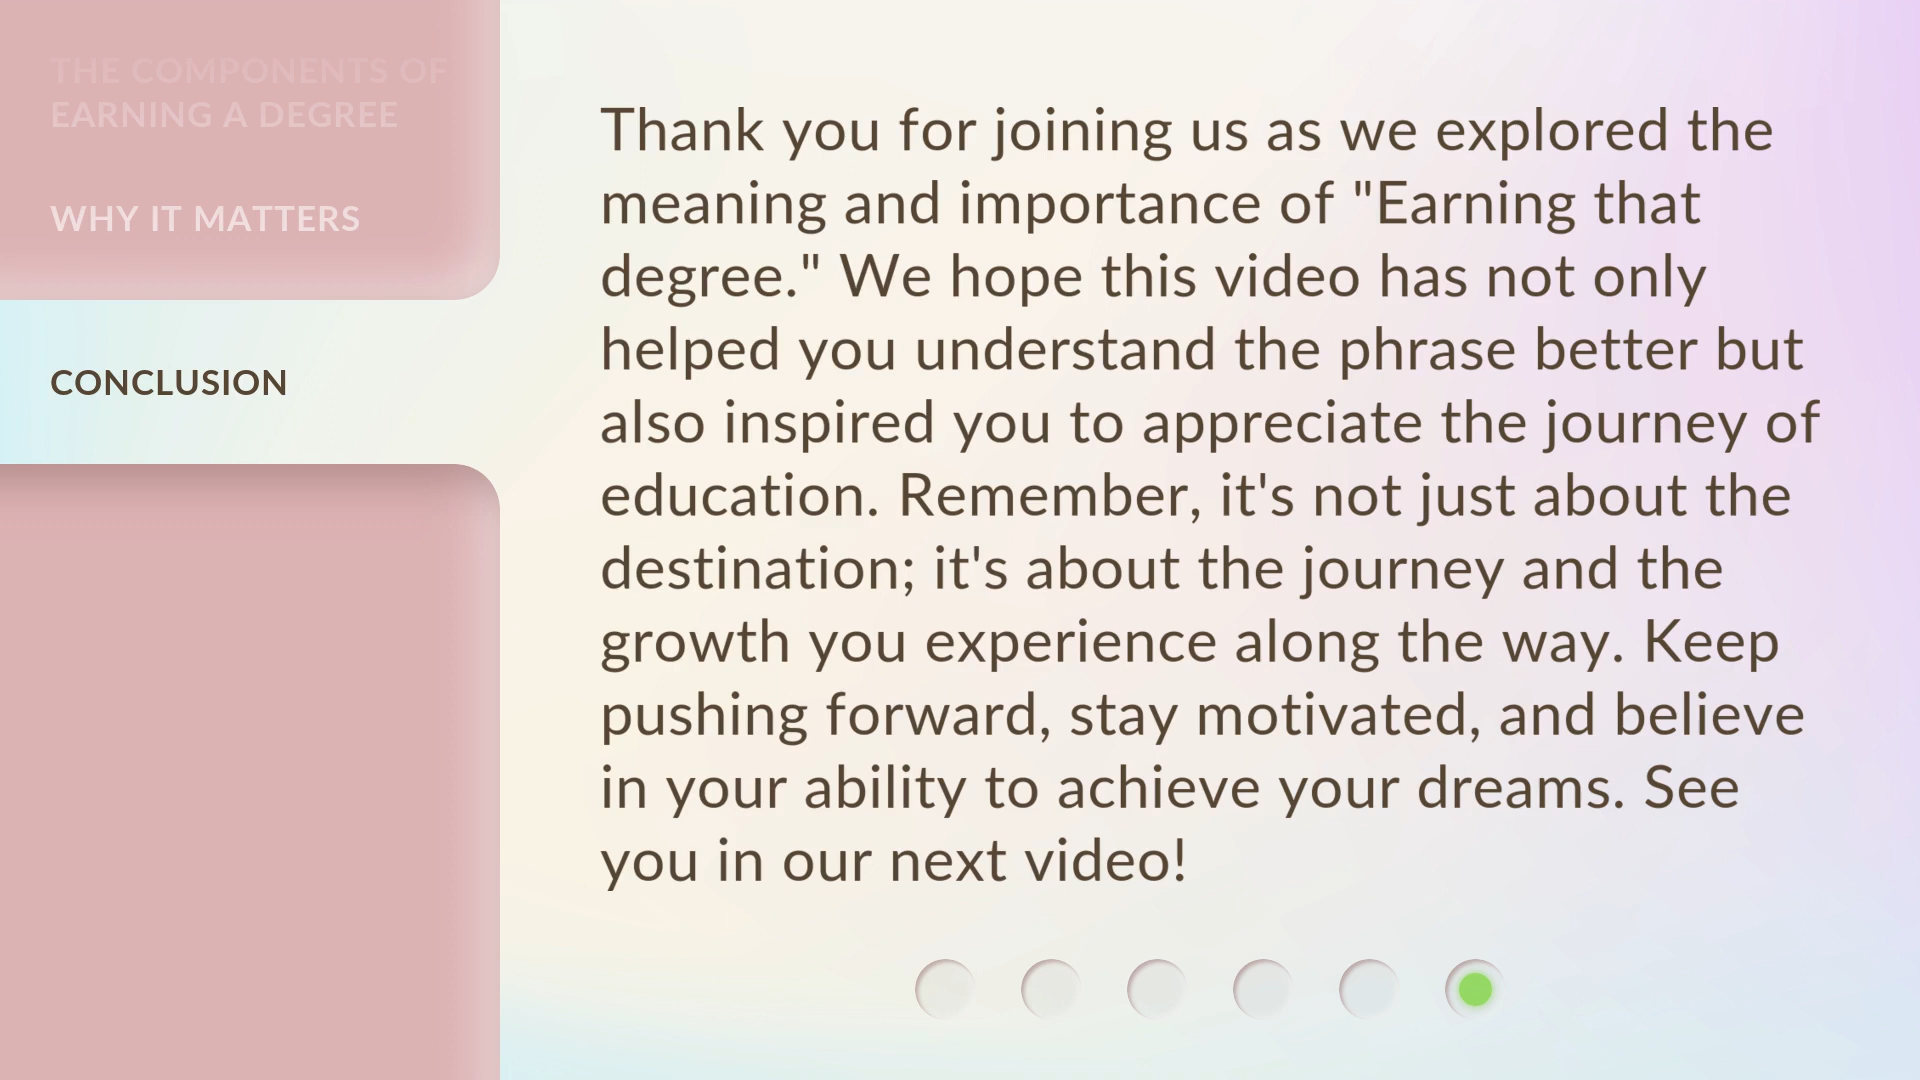 THE COMPONENTS OF
EARNING A DEGREE
WHY IT MATTERS
CONCLUSION
Thank you for joining us as we explored the
meaning and importance of "Earning that
degree." We hope this video has not only
helped you understand the phrase better but
also inspired you to appreciate the journey of
education. Remember, it's not just about the
destination; it's about the journey and the
growth you experience along the way. Keep
pushing forward, stay motivated, and believe
in your ability to achieve your dreams. See
you in our next video!